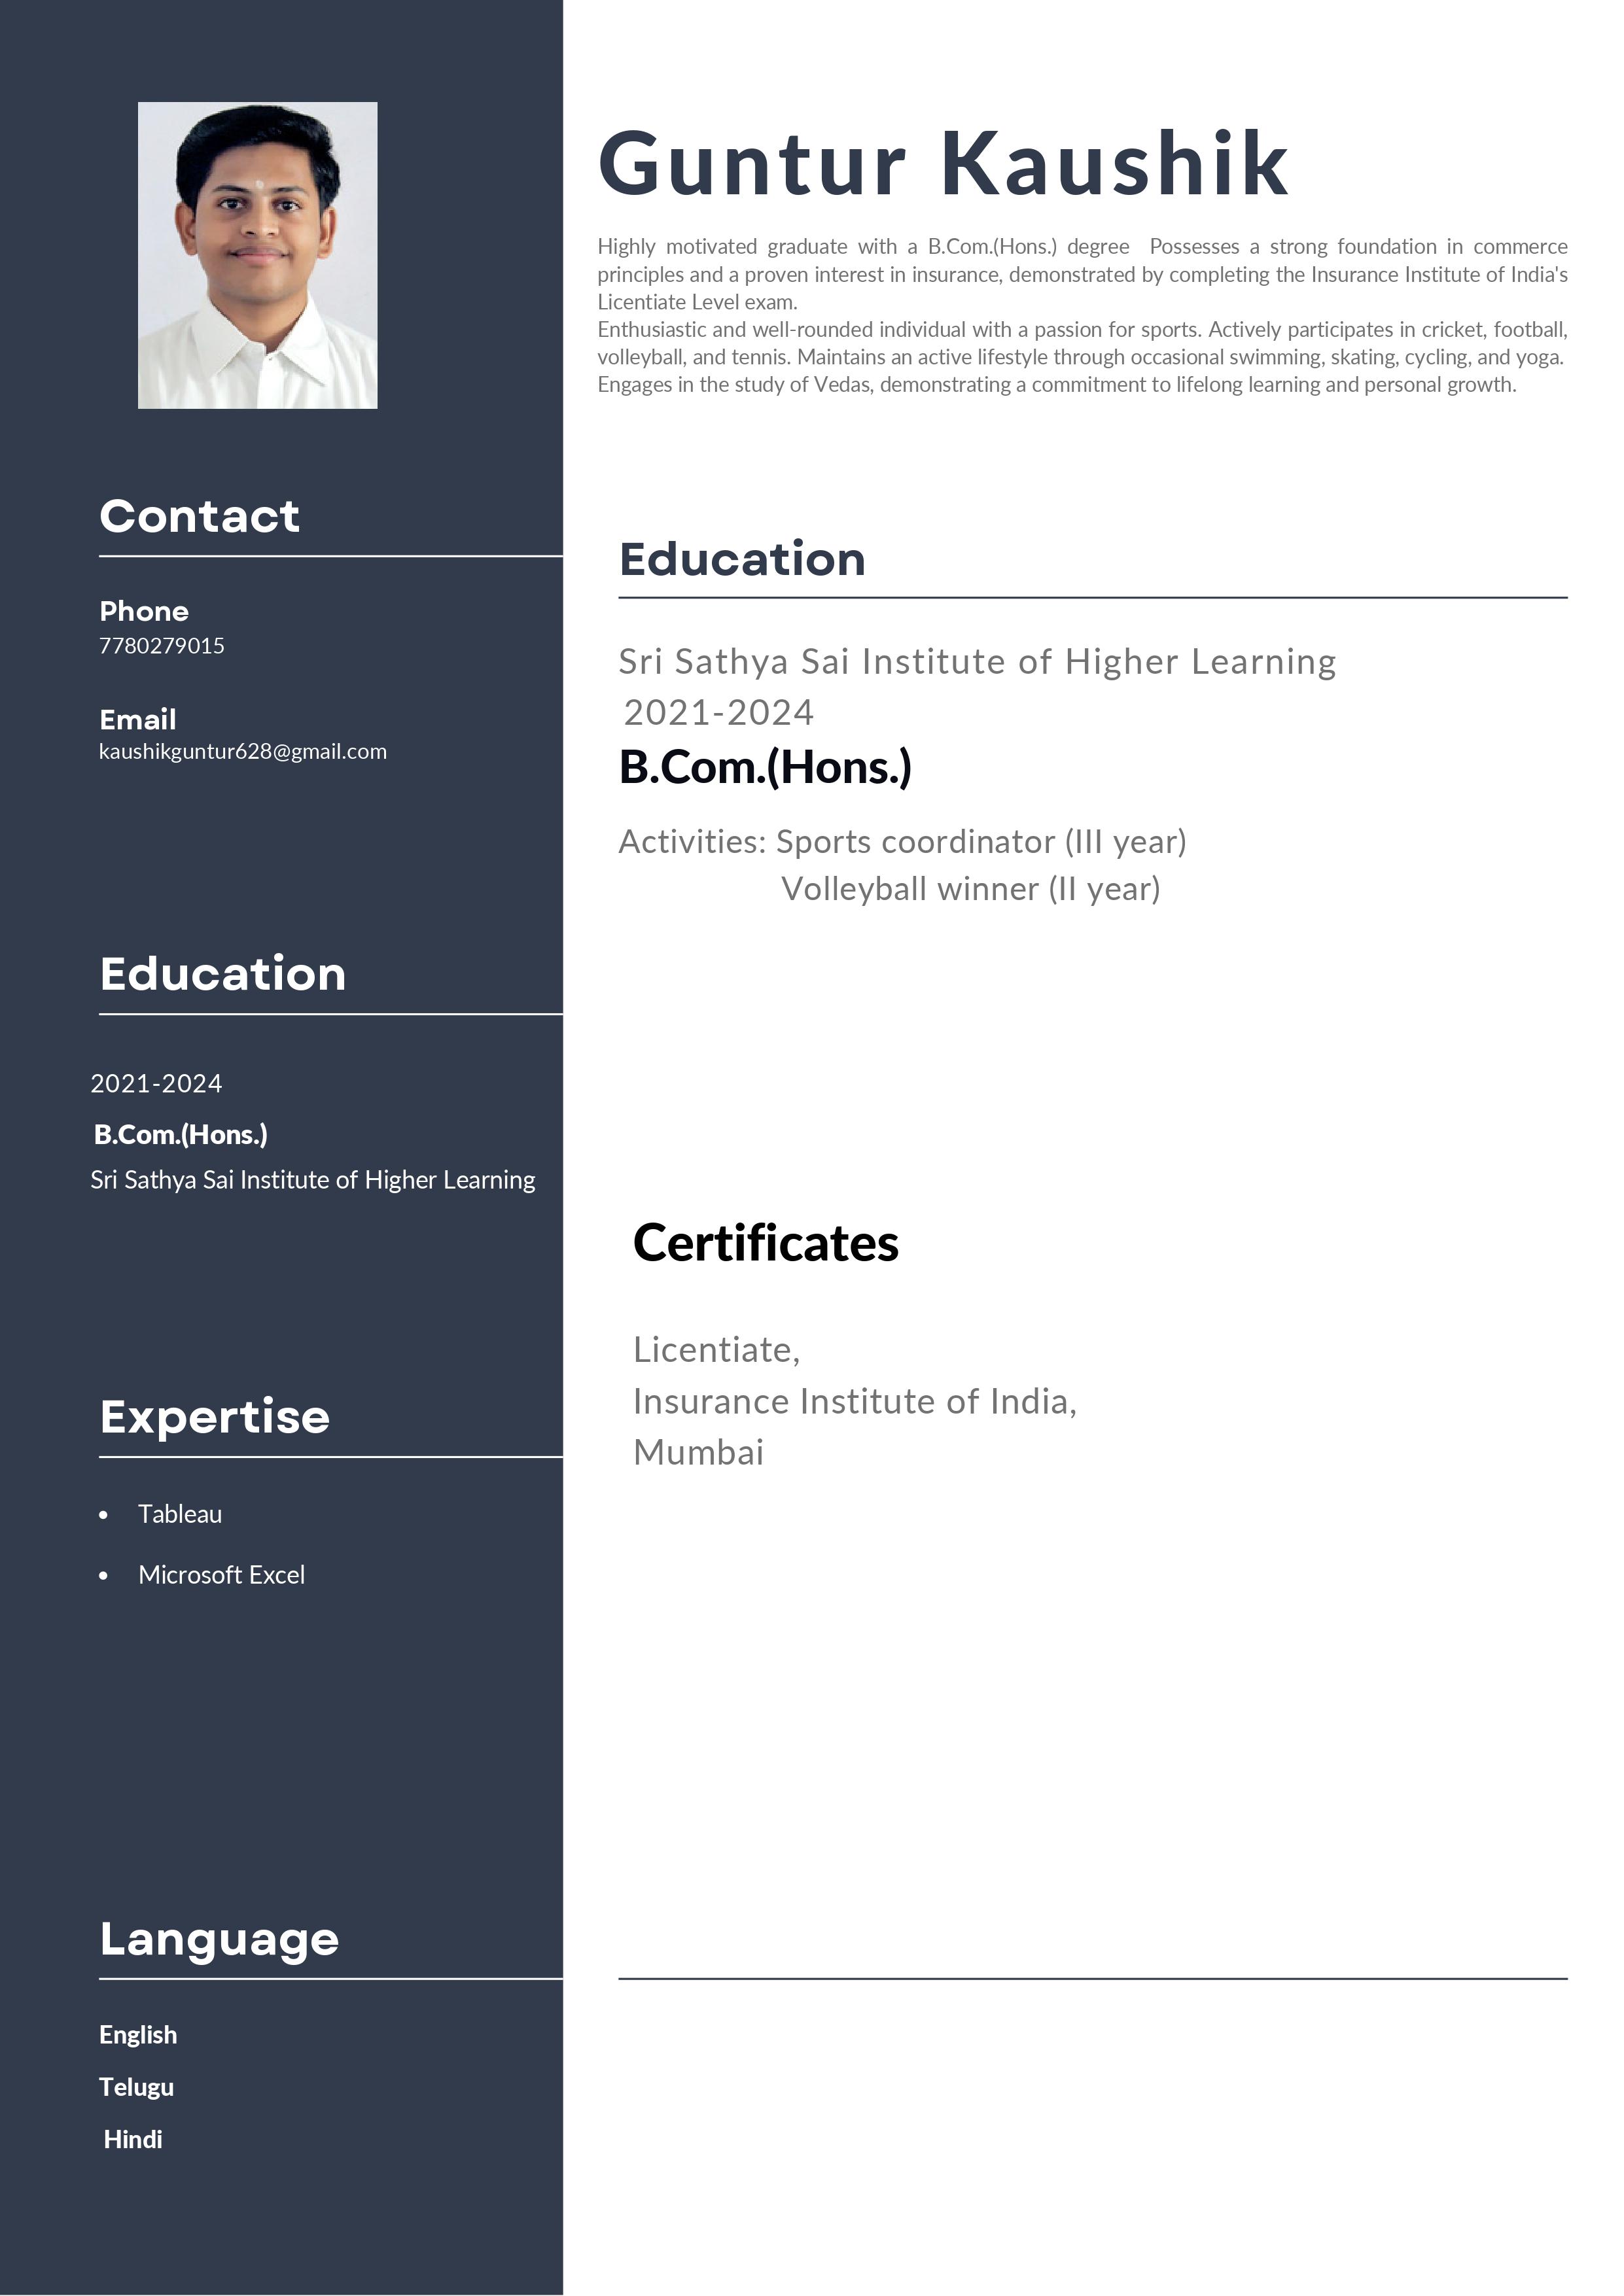 Guntur Kaushik
Highly motivated graduate with a B.Com.(Hons.) degree  Possesses a strong foundation in commerce
principles and a proven interest in insurance, demonstrated by completing the Insurance Institute of India's
Licentiate Level exam.
Enthusiastic and well-rounded individual with a passion for sports. Actively participates in cricket, football,
volleyball, and tennis. Maintains an active lifestyle through occasional swimming, skating, cycling, and yoga.
Engages in the study of Vedas, demonstrating a commitment to lifelong learning and personal growth.
Contact
Phone
7780279015
Email
kaushikguntur628@gmail.com
Education
2021-2024
B.Com.(Hons.)
Sri Sathya Sai Institute of Higher Learning
Expertise
• Tableau
• Microsoft Excel
Language
English
Telugu
Hindi
Education
Sri Sathya Sai Institute of Higher Learning
2021-2024
B.Com.(Hons.)
Activities: Sports coordinator (III year)
Volleyball winner (II year)
Certificates
Licentiate,
Insurance Institute of India,
Mumbai